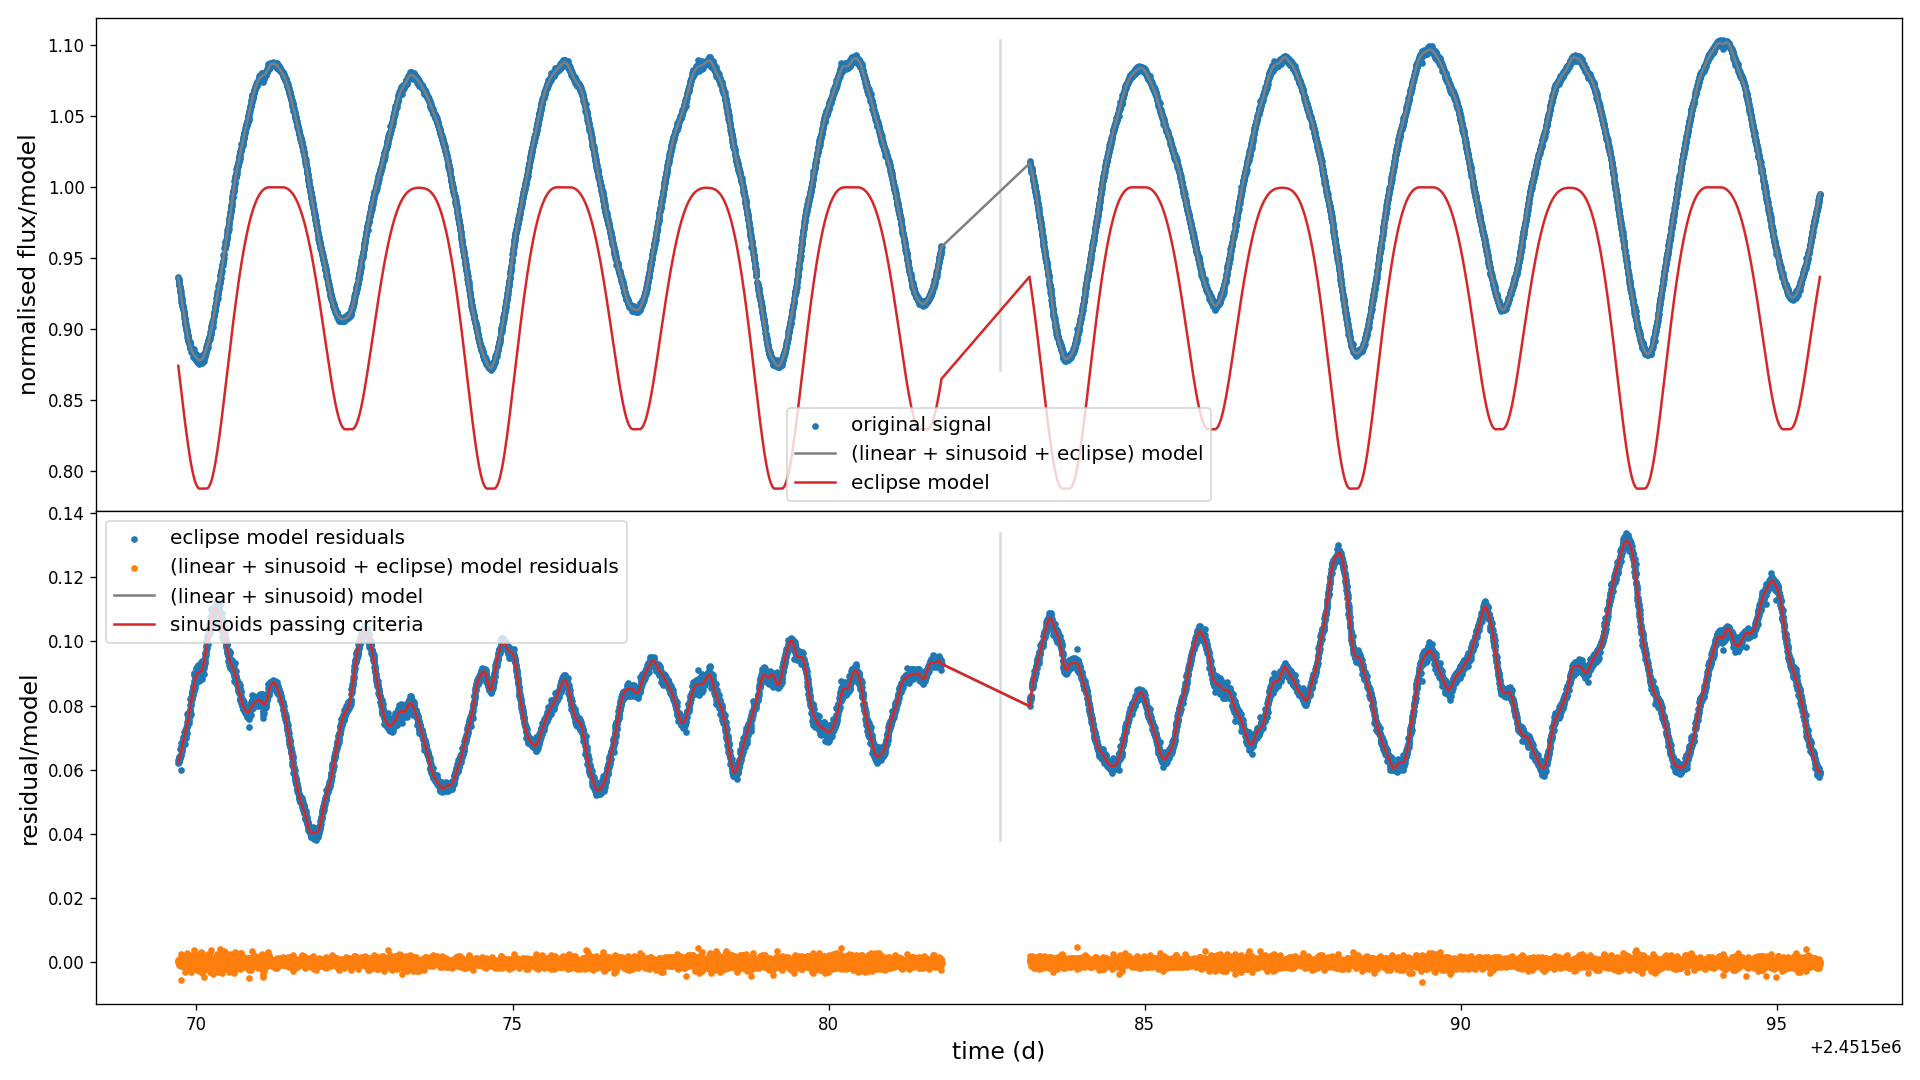 normalised flux/model
1.10
1.05
1.00
0.95
0.90
0.85
0.80
original signal
(linear + sinusoid + eclipse) model
eclipse model
residual/model
0.14
0.12
0.10
0.08
0.06
0.04
0.02
0.00
eclipse model residuals
(linear + sinusoid + eclipse) model residuals
(linear + sinusoid) model
sinusoids passing criteria
70 75 80 85 90 95
time (d)
+2.4515e6